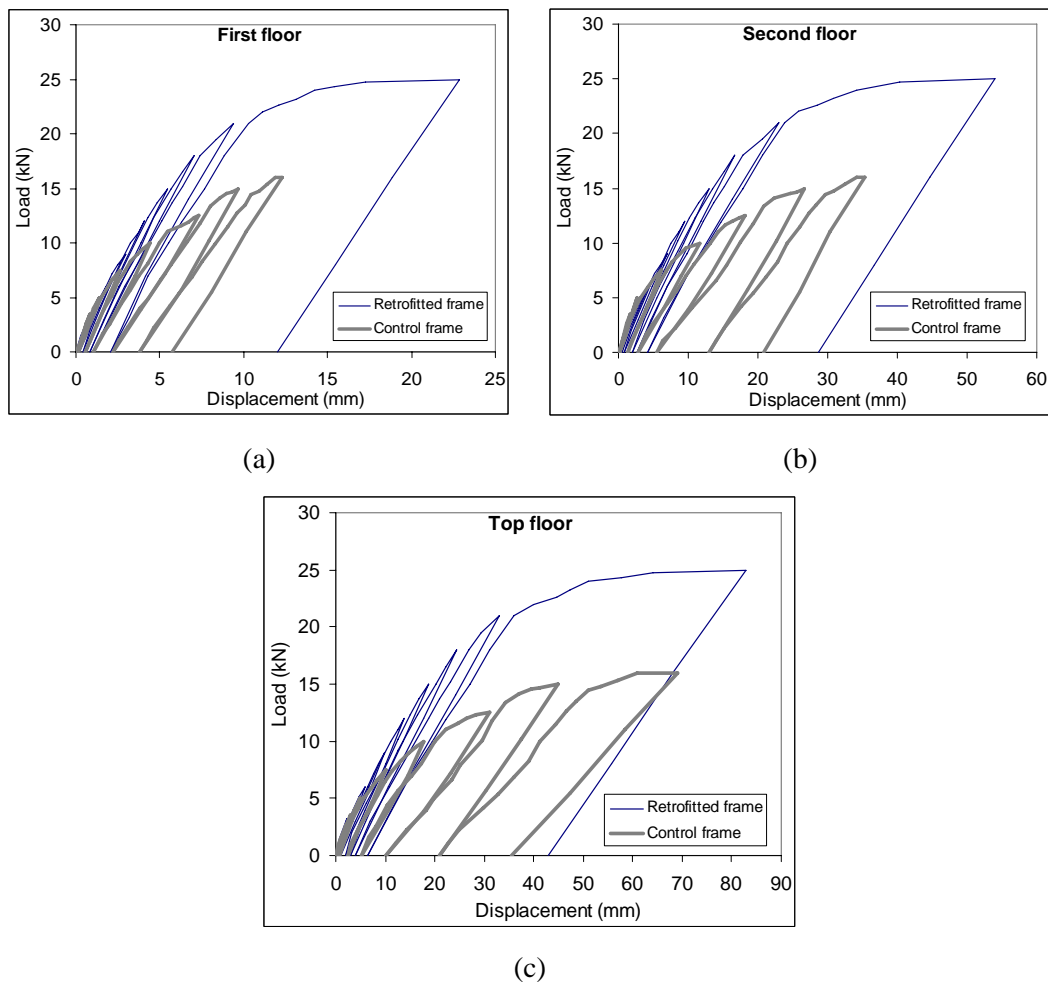 First floor
30
25
20
15
10
5
0
Load (kN)
0 5 10 15 20 25
Displacement (mm)
Retrofitted frame
Control frame
(a)
Second floor
30
25
20
15
10
5
0
Load (kN)
0 10 20 30 40 50 60
Displacement (mm)
Retrofitted frame
Control frame
(b)
Top floor
30
25
20
15
10
5
0
Load (kN)
0 10 20 30 40 50 60 70 80 90
Displacement (mm)
Retrofitted frame
Control frame
(c)